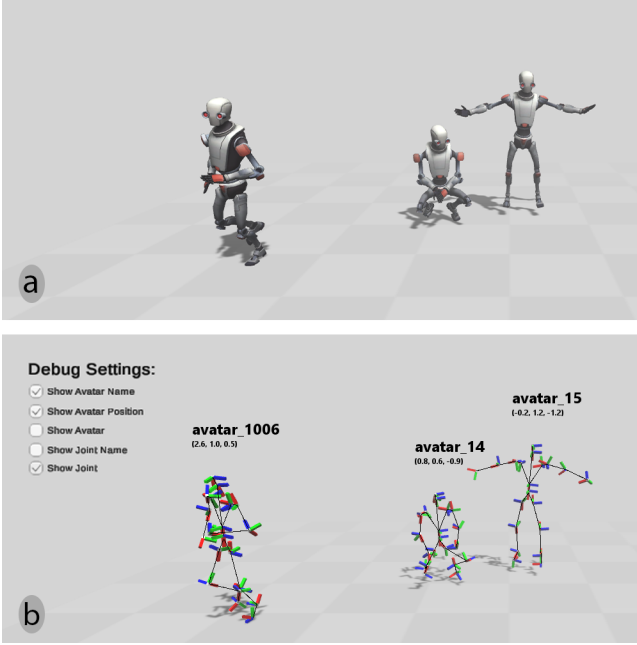 a
Debug Settings:
Show Avatar Name
Show Avatar Position
Show Avatar
Show Joint Name
Show Joint
avatar_1006
(2.6, 1.0, 0.5)
avatar_14
(0.8, 0.6, -0.9)
avatar_15
(-0.2, 1.2, -1.2)
b